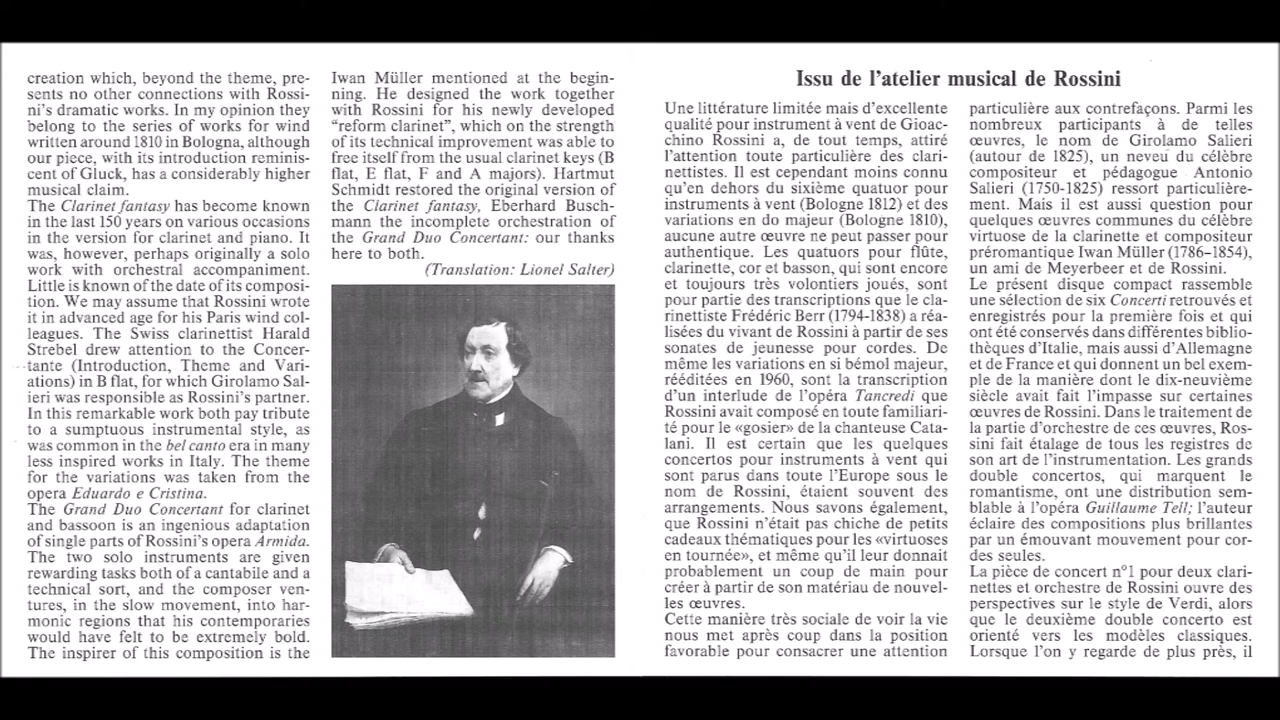 creation which, beyond the theme, pre-
sents no other connections with Rossi-
ni's dramatic works. In my opinion they
belong to the series of works for wind
written around 1810 in Bologna, although
our piece, with its introduction reminis-
cent of Gluck, has a considerably higher
musical claim.
The Clarinet fantasy has become known
in the last 150 years on various occasions
in the version for clarinet and piano. It
was, however, perhaps originally a solo
work with orchestral accompaniment.
Little is known of the date of its composi-
tion. We may assume that Rossini wrote
it in advanced age for his Paris wind col-
leagues. The Swiss clarinettist Harald
Strebel drew attention to the Concer-
tante (Introduction, Theme and Vari-
ations) in B flat, for which Girolamo Sal-
ieri was responsible as Rossini's partner.
In this remarkable work both pay tribute
to a sumptuous instrumental style, as
was common in the bel canto era in many
less inspired works in Italy. The theme
for the variations was taken from the
opera Eduardo e Cristina.
The Grand Duo Concertant for clarinet
and bassoon is an ingenious adaptation
of single parts of Rossini's opera Armida.
The two solo instruments are given
rewarding tasks both of a cantabile and a
technical sort, and the composer ven-
tures, in the slow movement, into har-
monic regions that his contemporaries
would have felt to be extremely bold.
The inspirer of this composition is the
Iwan Müller mentioned at the begin-
ning. He designed the work together
with Rossini for his newly developed
“reform clarinet”, which on the strength
of its technical improvement was able to
free itself from the usual clarinet keys (B
flat, E flat, F and A majors). Hartmut
Schmidt restored the original version of
the Clarinet fantasy, Eberhard Busch-
mann the incomplete orchestration of
the Grand Duo Concertant: our thanks
here to both.
(Translation: Lionel Salter)
Issu de l'atelier musical de Rossini
Une littérature limitée mais d'excellente
qualité pour instrument à vent de Gioac-
chino Rossini a, de tout temps, attiré
l'attention toute particulière des clari-
nettistes. Il est cependant moins connu
qu'en dehors du sixième quatuor pour
instruments à vent (Bologne 1812) et des
variations en do majeur (Bologne 1810),
aucune autre œuvre ne peut passer pour
authentique. Les quatuors pour flûte,
clarinette, cor et basson, qui sont encore
et toujours très volontiers joués, sont
pour partie des transcriptions que le cla-
rinettiste Frédéric Berr (1794-1838) a réa-
lisées du vivant de Rossini à partir de ses
sonates de jeunesse pour cordes. De
même les variations en si bémol majeur,
rééditées en 1960, sont la transcription
d'un interlude de l'opéra Tancredi que
Rossini avait composé en toute familiari-
té pour le «gosier» de la chanteuse Cata-
lani. Il est certain que les quelques
concertos pour instruments à vent qui
sont parus dans toute l'Europe sous le
nom de Rossini, étaient souvent des
arrangements. Nous savons également,
que Rossini n'était pas chiche de petits
cadeaux thématiques pour les «virtuoses
en tournée», et même qu'il leur donnait
probablement un coup de main pour
créer à partir de son matériau de nouvel-
les œuvres.
Cette manière très sociale de voir la vie
nous met après coup dans la position
favorable pour consacrer une attention
particulière aux contrefaçons. Parmi les
nombreux participants à de telles
œuvres, le nom de Girolamo Salieri
(autour de 1825), un neveu du célèbre
compositeur et pédagogue Antonio
Salieri (1750-1825) ressort particulière-
ment. Mais il est aussi question pour
quelques œuvres communes du célèbre
virtuose de la clarinette et compositeur
préromantique Iwan Müller (1786–1854),
un ami de Meyerbeer et de Rossini.
Le présent disque compact rassemble
une sélection de six Concerti retrouvés et
enregistrés pour la première fois et qui
ont été conservés dans différentes biblio-
thèques d'Italie, mais aussi d'Allemagne
et de France et qui donnent un bel exem-
ple de la manière dont le dix-neuvième
siècle avait fait l'impasse sur certaines
œuvres de Rossini. Dans le traitement de
la partie d'orchestre de ces œuvres, Ros-
sini fait étalage de tous les registres de
son art de l'instrumentation. Les grands
double concertos, qui marquent le
romantisme, ont une distribution sem-
blable à l'opéra Guillaume Tell; l'auteur
éclaire des compositions plus brillantes
par un émouvant mouvement pour cor-
des seules.
La pièce de concert n°1 pour deux clari-
nettes et orchestre de Rossini ouvre des
perspectives sur le style de Verdi, alors
que le deuxième double concerto est
orienté vers les modèles classiques.
Lorsque l'on y regarde de plus près, il